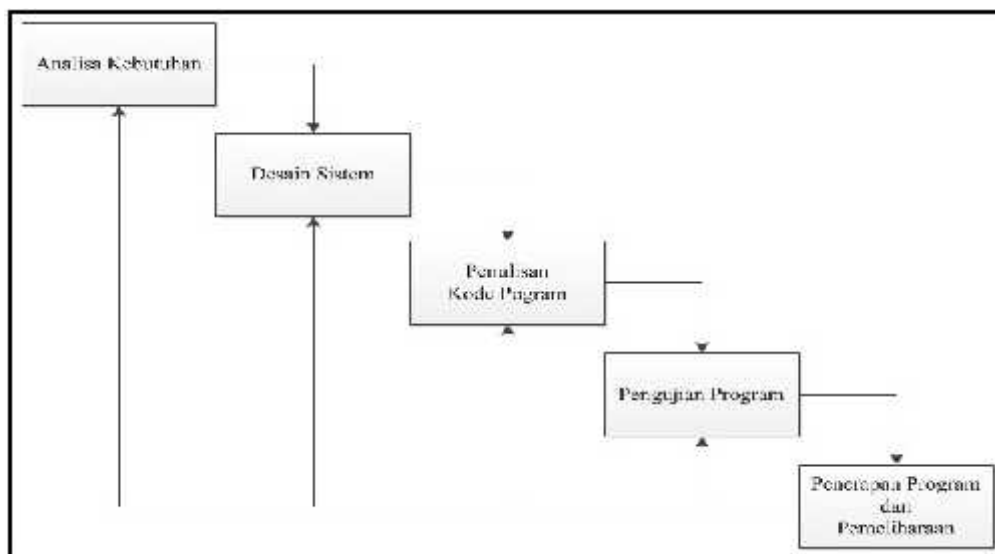 Analisa Kebutuhan
Desain Sistem
Penulisan
Kode Pogram
Pengujian Program
Penerapan Program
dan
Pemeliharaan